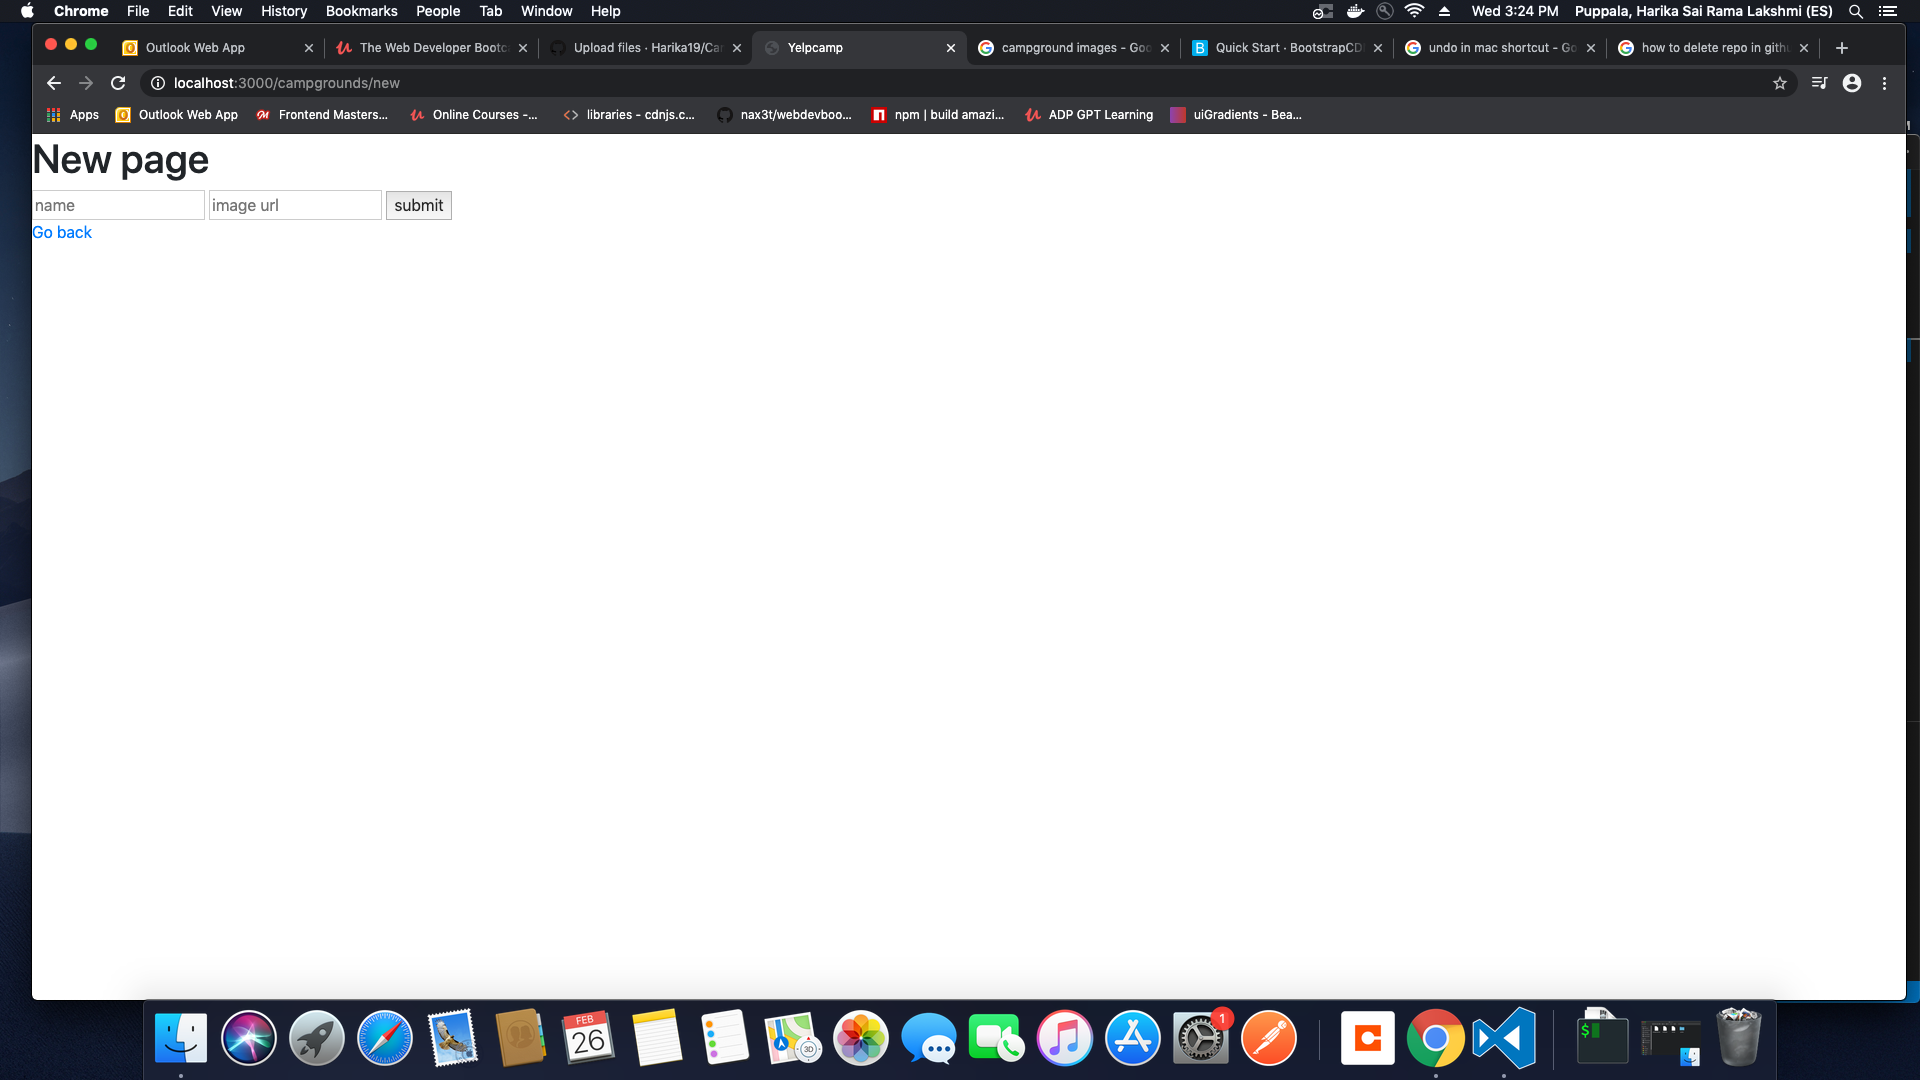 Chrome File Edit View History Bookmarks People Tab Window Help Wed 3:24 PM Puppala, Harika Sai Rama Lakshmi (ES)
Outlook Web App The Web Developer Bootc Upload files · Harika19/Car Yelpcamp campground images - Goo Quick Start · BootstrapCD undo in mac shortcut - Go how to delete repo in gith
localhost:3000/campgrounds/new
Apps Outlook Web App Frontend Masters... Online Courses -... libraries - cdnjs.c... nax3t/webdevboo... npm | build amazi... ADP GPT Learning uiGradients - Bea...
New page
name image url submit
Go back
FEB
26
3D
1
$